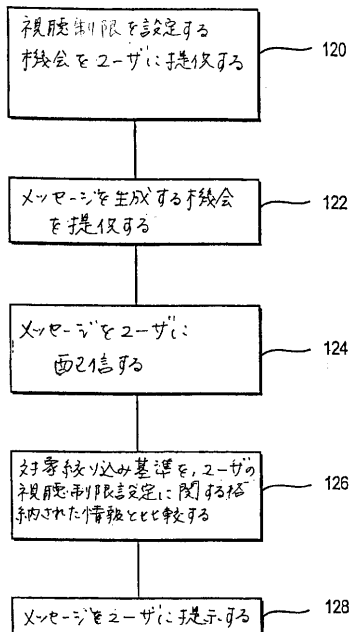 視聴制限を設定する
機会をユーザに提供する
120
メッセージを生成する機会
を提供する
122
メッセージをユーザに
配信する
124
対象絞り込み基準を，ユーザの
視聴制限設定に関する格
納された情報と比較する
126
メッセージをユーザに提示する
128